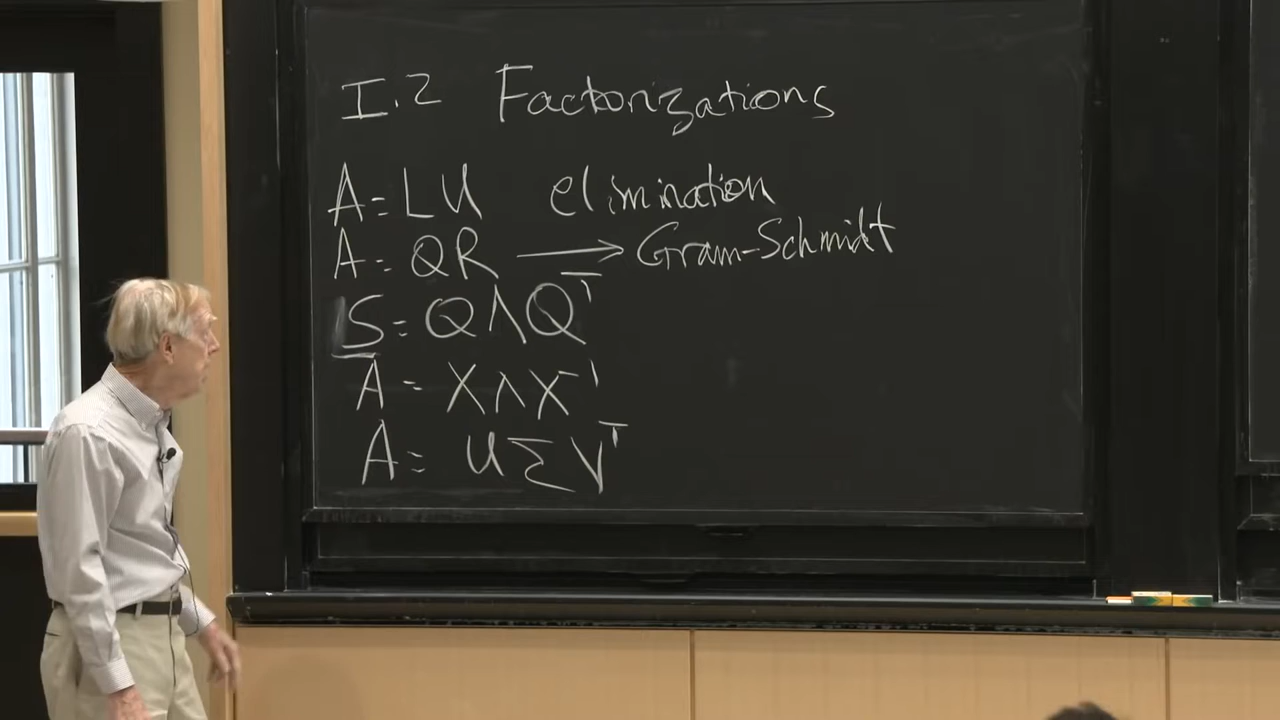 I.2 Factorizations
A = LU elimination
A = QR → Gram-Schmidt
S = QΛQᵀ
A = XΛX⁻¹
A = UΣVᵀ